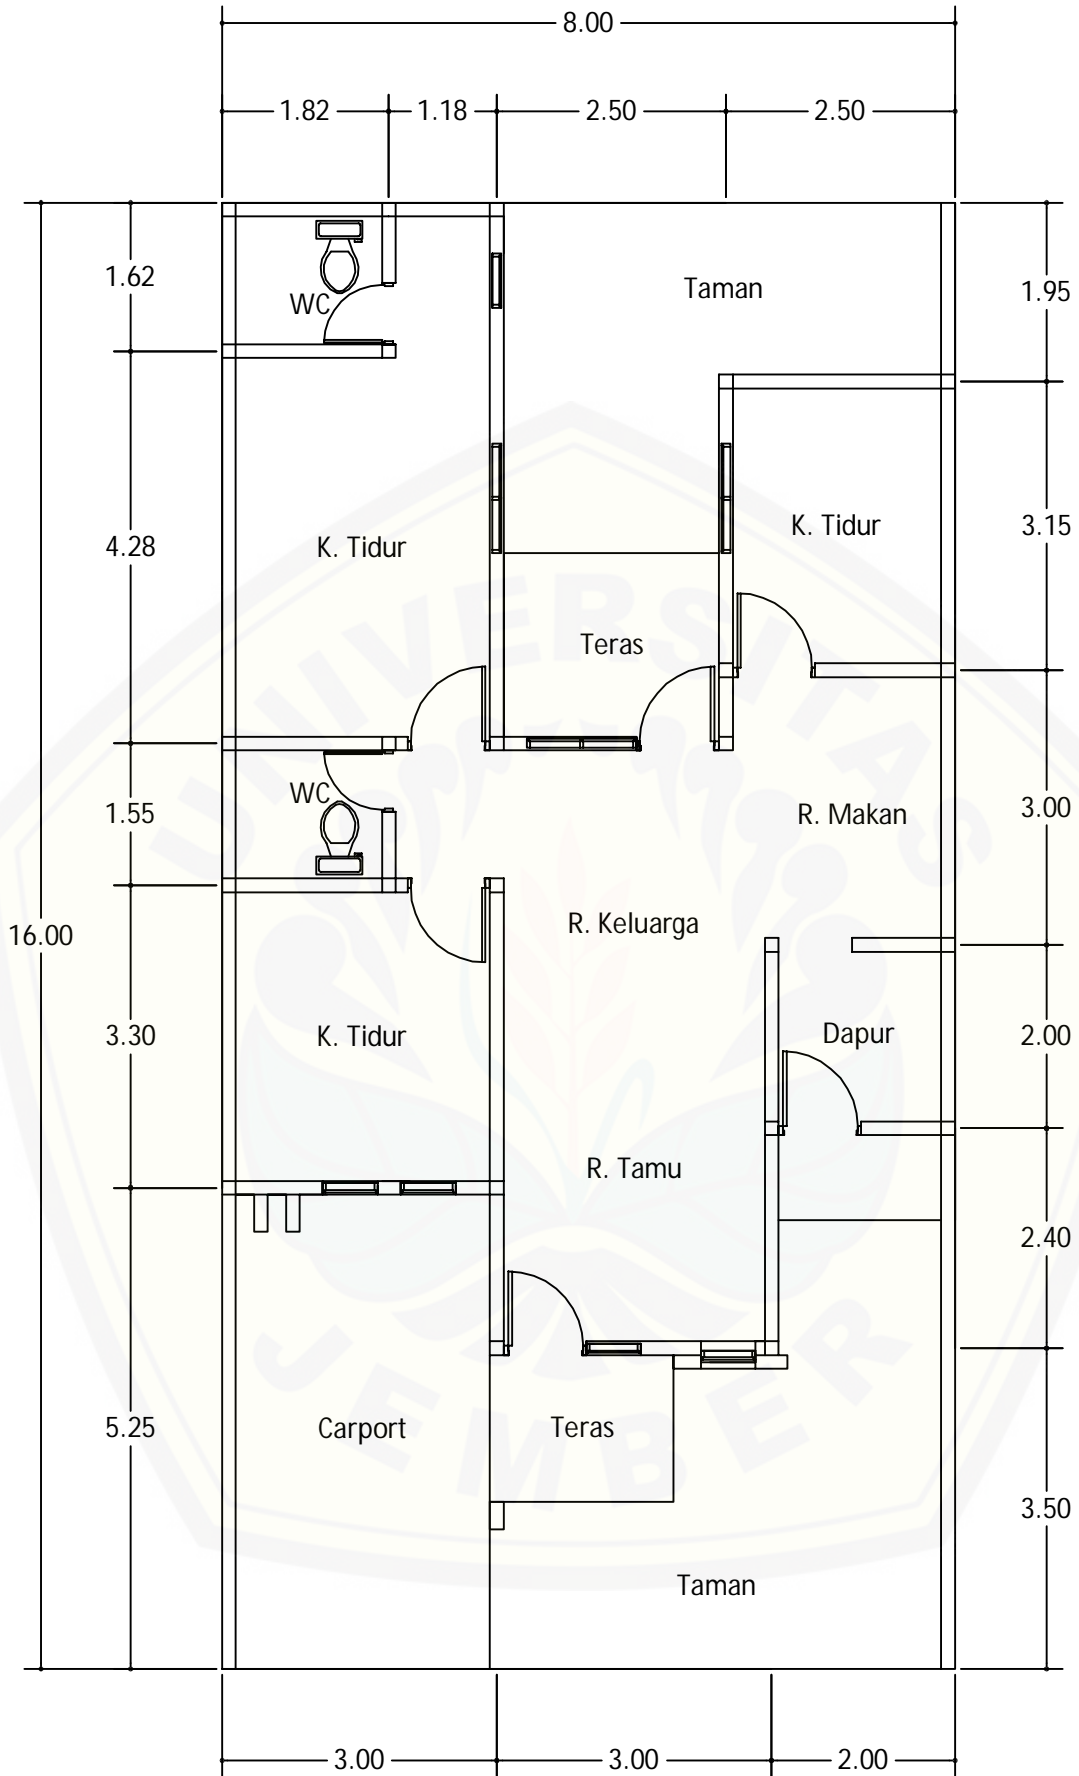 8.00
1.82
1.18
2.50
2.50
1.62
WC
Taman
1.95
4.28
K. Tidur
K. Tidur
3.15
Teras
1.55
WC
R. Makan
3.00
16.00
R. Keluarga
3.30
K. Tidur
Dapur
2.00
R. Tamu
2.40
5.25
Carport
Teras
3.50
Taman
3.00
3.00
2.00
UNIVERSITAS
JEMBER